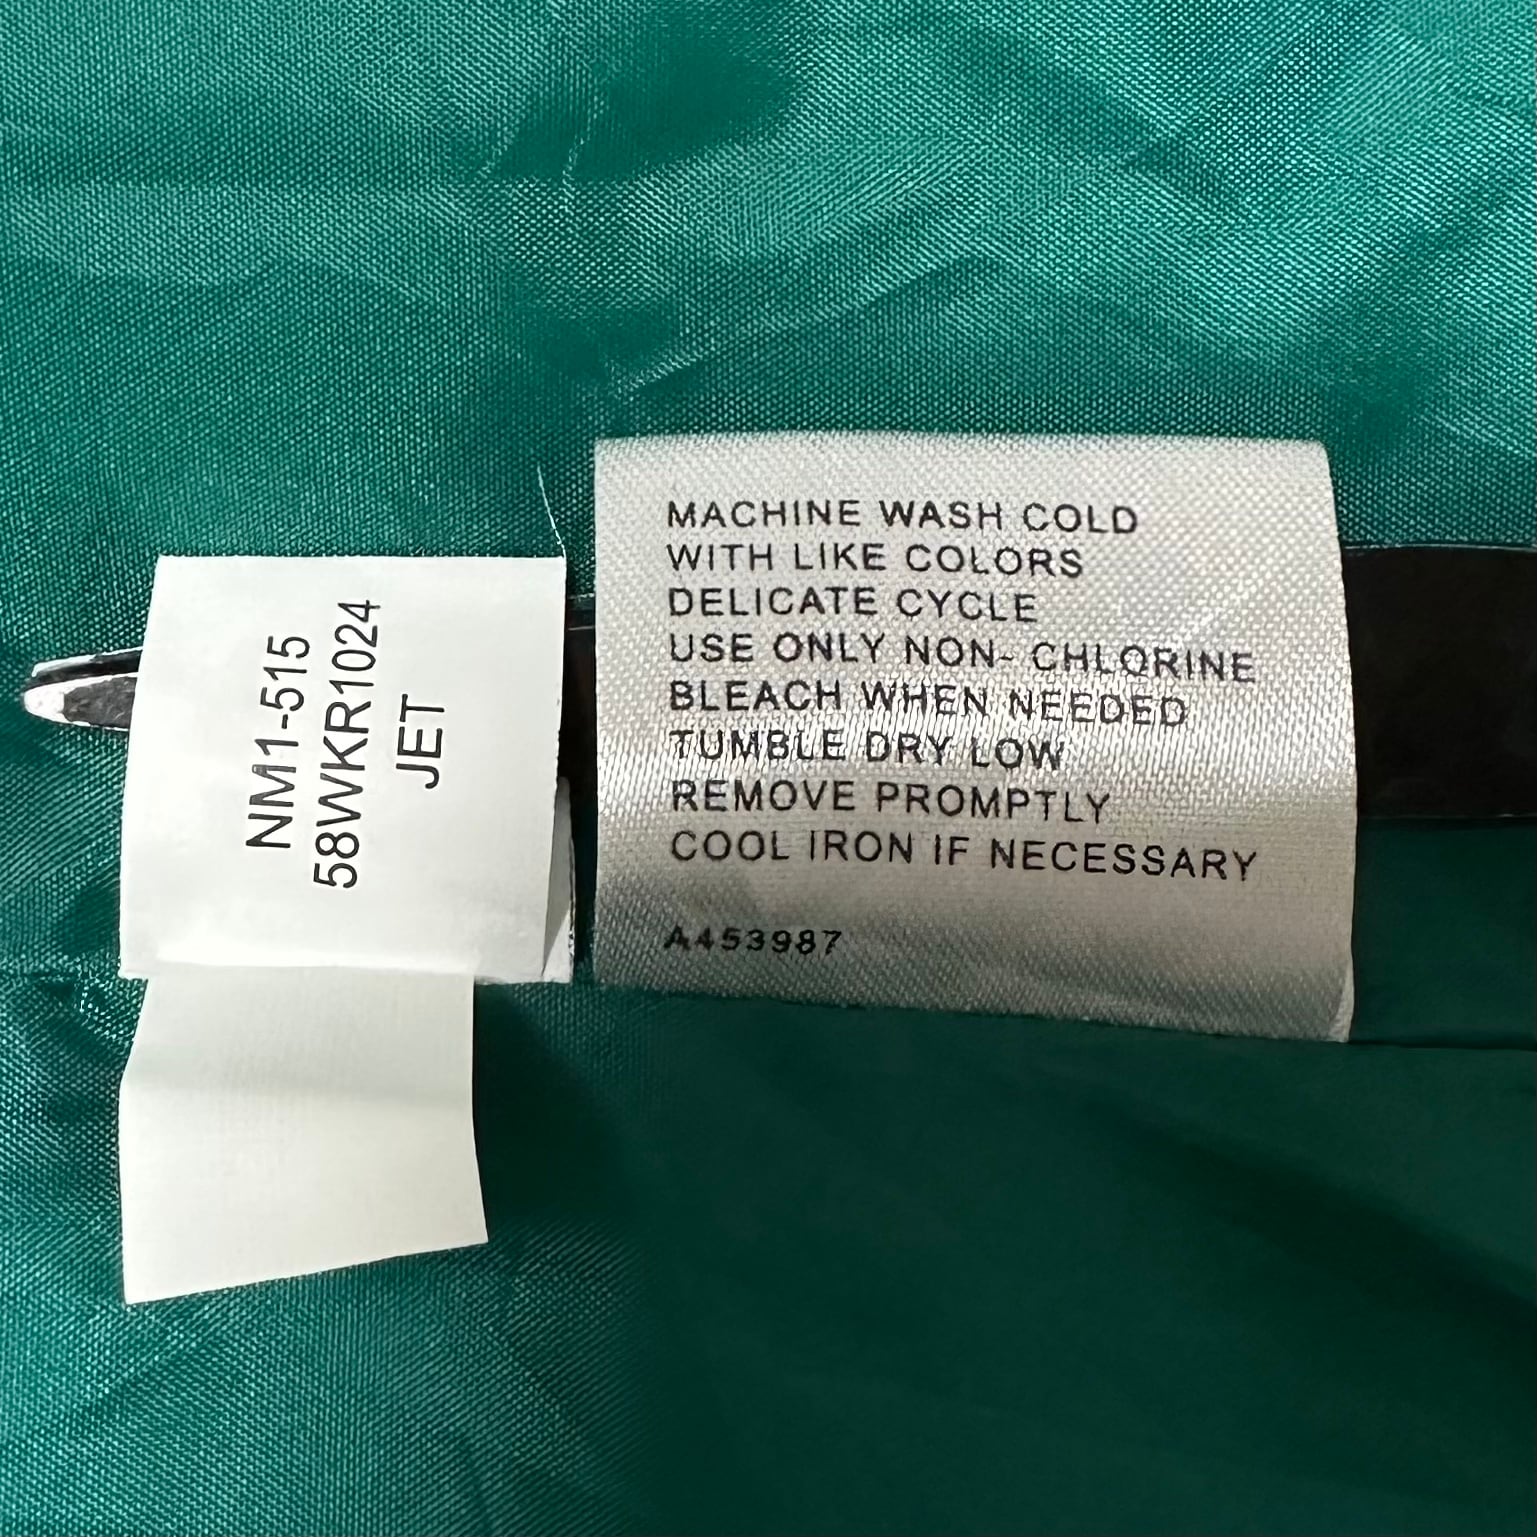 NM1-515
58WKR1024
JET
MACHINE WASH COLD
WITH LIKE COLORS
DELICATE CYCLE
USE ONLY NON- CHLORINE
BLEACH WHEN NEEDED
TUMBLE DRY LOW
REMOVE PROMPTLY
COOL IRON IF NECESSARY
A453987